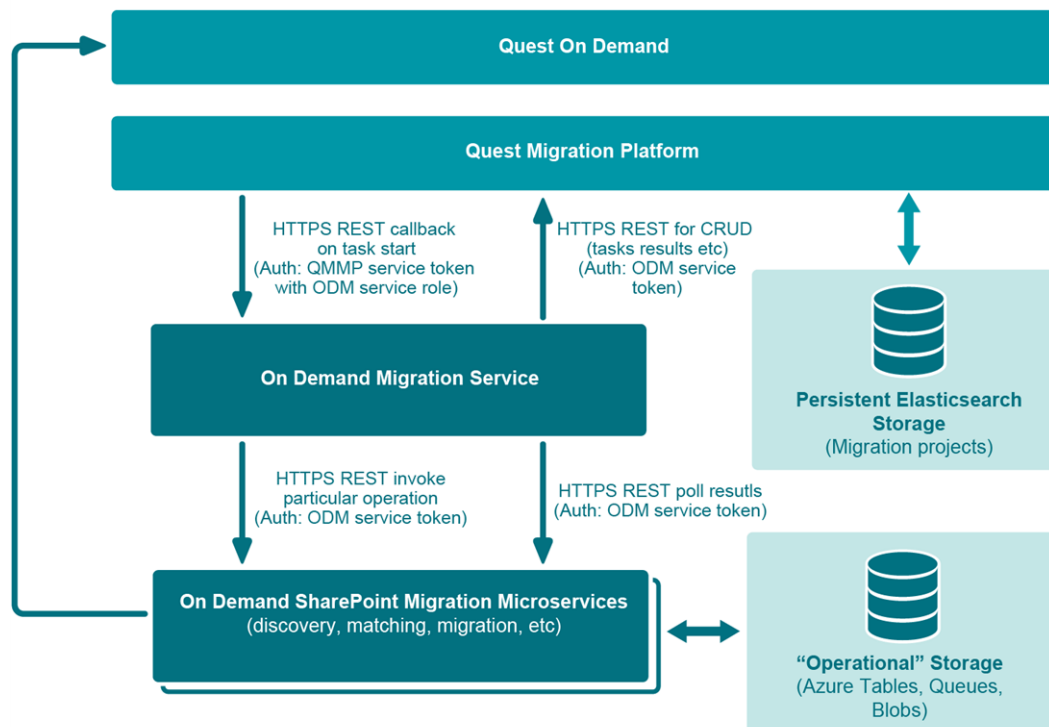 Quest On Demand
Quest Migration Platform
HTTPS REST callback
on task start
(Auth: QMMP service token
with ODM service role)
HTTPS REST for CRUD
(tasks results etc)
(Auth: ODM service
token)
On Demand Migration Service
Persistent Elasticsearch
Storage
(Migration projects)
HTTPS REST invoke
particular operation
(Auth: ODM service token)
HTTPS REST poll resutls
(Auth: ODM service token)
On Demand SharePoint Migration Microservices
(discovery, matching, migration, etc)
“Operational” Storage
(Azure Tables, Queues,
Blobs)